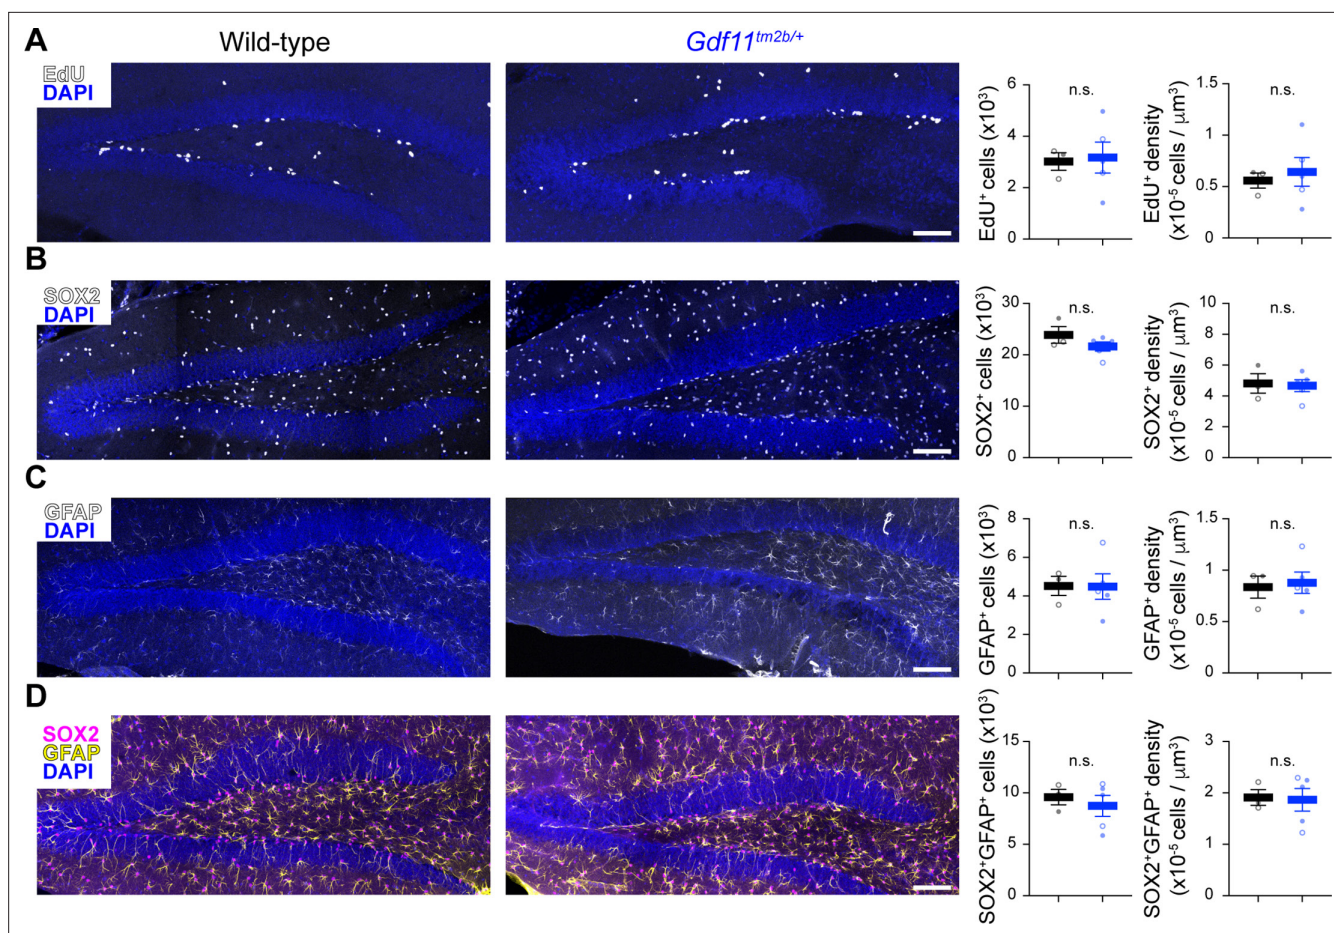 A
Wild-type
Gdf11tm2b/+
EdU
DAPI
EdU+ cells (x10³)
6
4
2
0
n.s.
EdU+ density
(x10-5 cells / μm³)
1.5
1
0.5
0
n.s.
B
SOX2
DAPI
SOX2+ cells (x10³)
30
20
10
0
n.s.
SOX2+ density
(x10-5 cells / μm³)
10
8
6
4
2
0
n.s.
C
GFAP
DAPI
GFAP+ cells (x10³)
8
6
4
2
0
n.s.
GFAP+ density
(x10-5 cells / μm³)
1.5
1
0.5
0
n.s.
D
SOX2
GFAP
DAPI
SOX2+GFAP+ cells (x10³)
15
10
5
0
n.s.
SOX2+GFAP+ density
(x10-5 cells / μm³)
3
2
1
0
n.s.